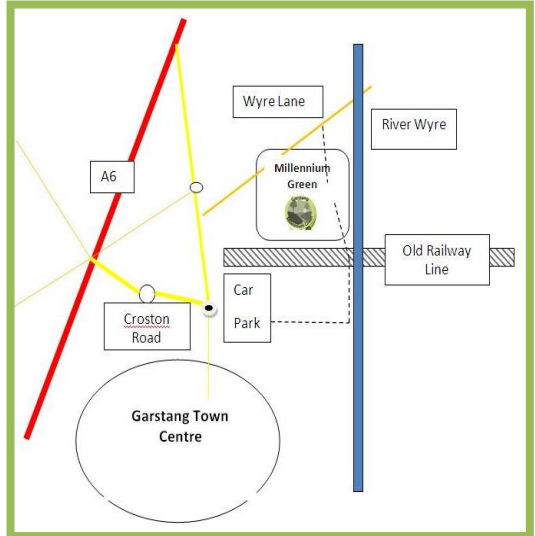 Wyre Lane
River Wyre
A6
Millennium
Green
Old Railway
Line
Car
Park
Croston
Road
Garstang Town
Centre